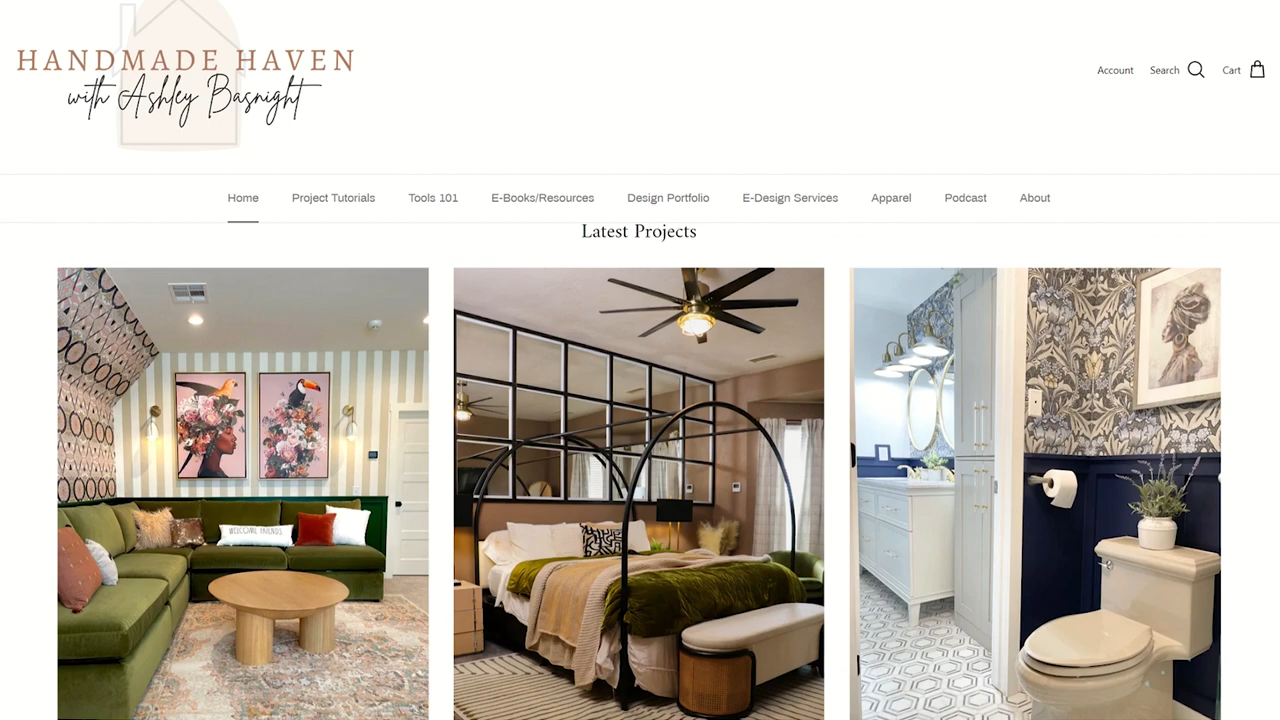 HANDMADE HAVEN
with Ashley Basnight
Account Search Cart
Home Project Tutorials Tools 101 E-Books/Resources Design Portfolio E-Design Services Apparel Podcast About
Latest Projects
WELCOME FRIENDS